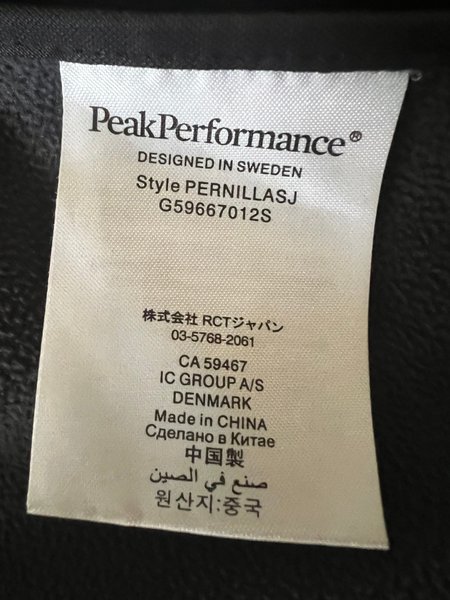 PeakPerformance®
DESIGNED IN SWEDEN
Style PERNILLASJ
G59667012S
株式会社 RCTジャパン
03-5768-2061
CA 59467
IC GROUP A/S
DENMARK
Made in CHINA
Сделано в Китае
中国製
صنع في الصين
원산지:중국